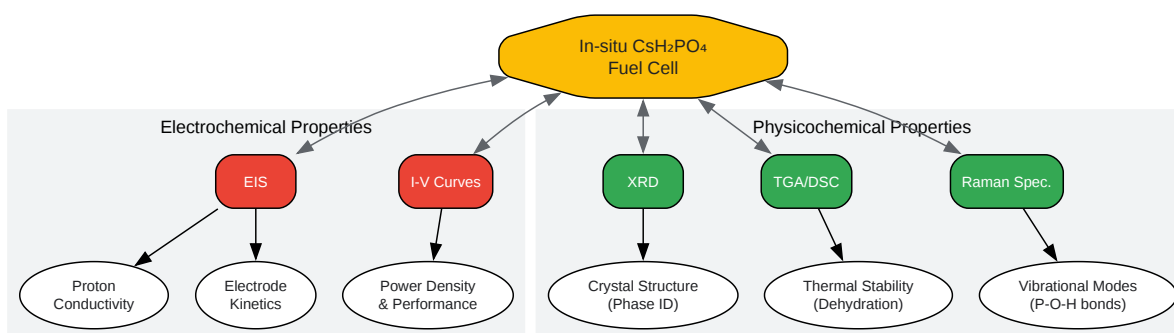 In-situ CsH₂PO₄
Fuel Cell
Electrochemical Properties
Physicochemical Properties
EIS
I-V Curves
XRD
TGA/DSC
Raman Spec.
Proton
Conductivity
Electrode
Kinetics
Power Density
& Performance
Crystal Structure
(Phase ID)
Thermal Stability
(Dehydration)
Vibrational Modes
(P-O-H bonds)